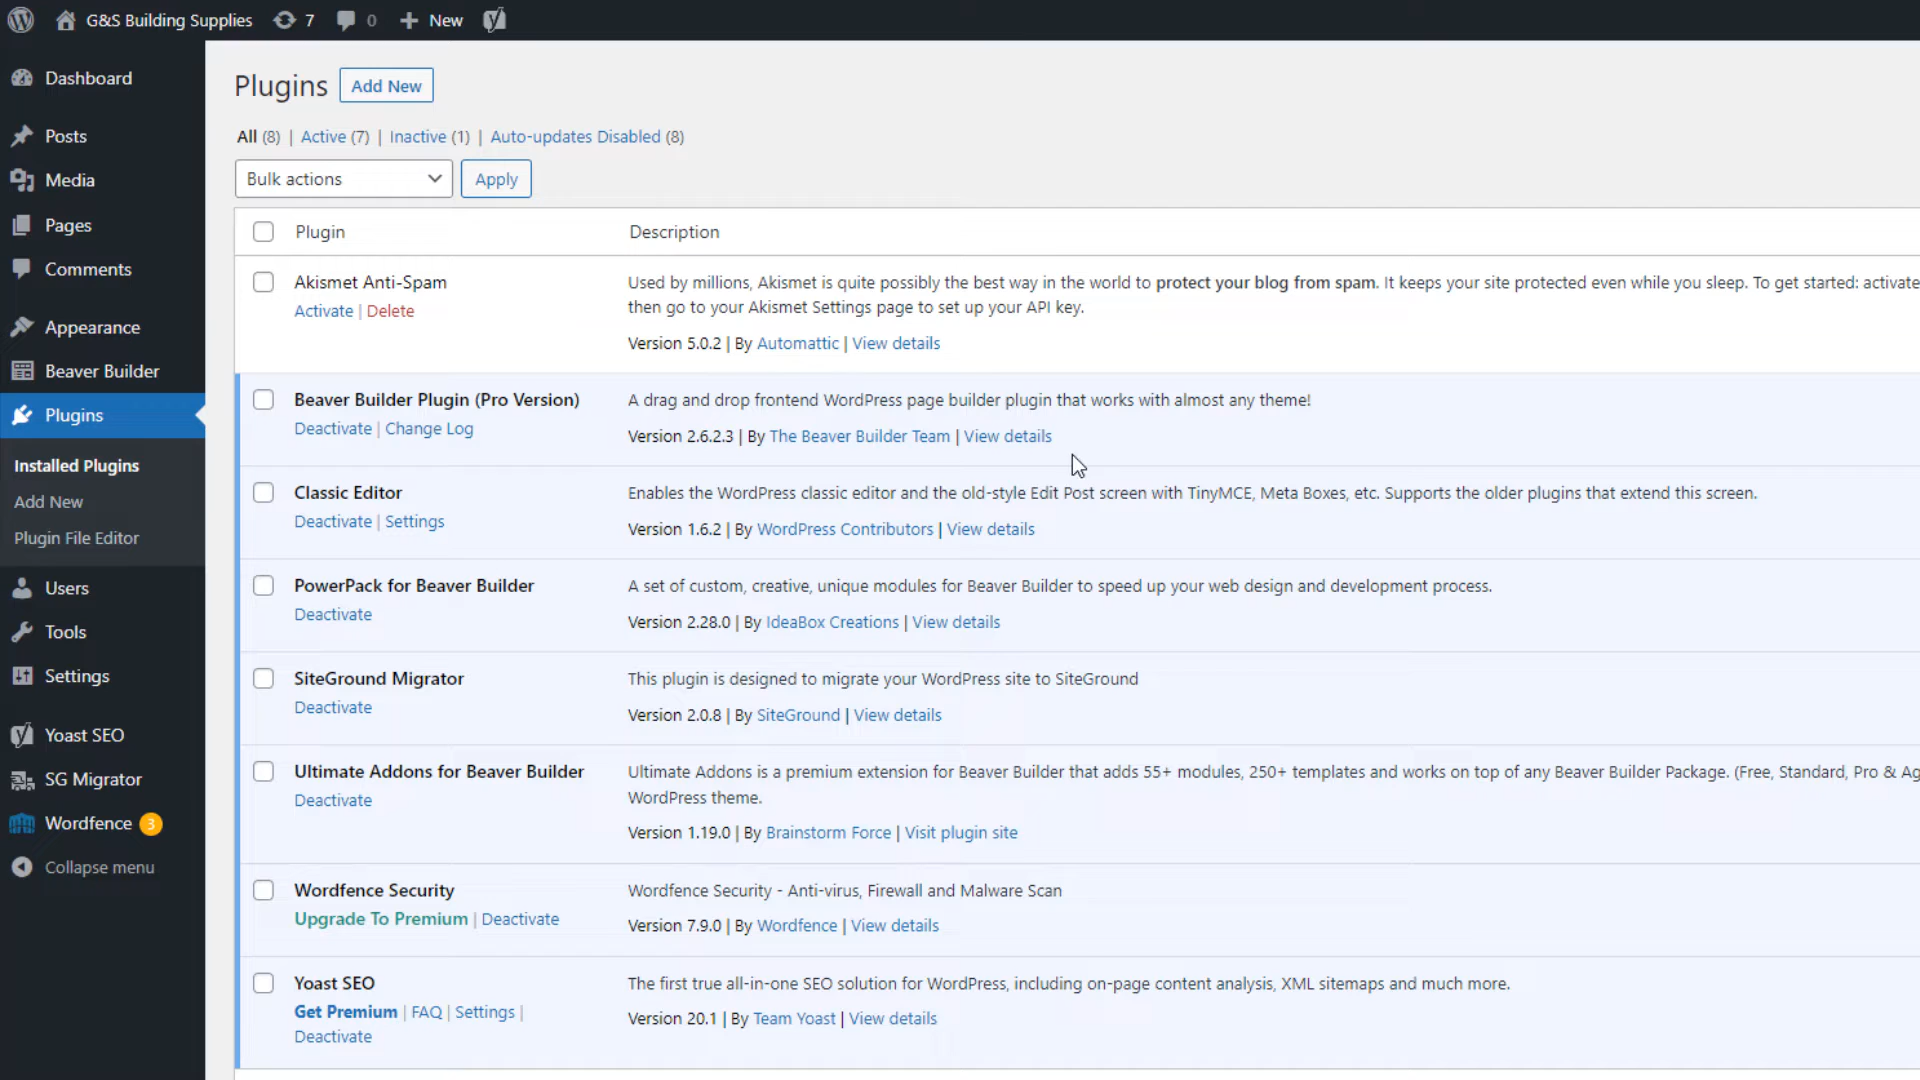 G&S Building Supplies 7 0 New
Dashboard
Posts
Media
Pages
Comments
Appearance
Beaver Builder
Plugins
Installed Plugins
Add New
Plugin File Editor
Users
Tools
Settings
Yoast SEO
SG Migrator
Wordfence 3
Collapse menu
Plugins Add New
All (8) | Active (7) | Inactive (1) | Auto-updates Disabled (8)
Bulk actions Apply
Plugin Description
Akismet Anti-Spam
Activate | Delete
Used by millions, Akismet is quite possibly the best way in the world to protect your blog from spam. It keeps your site protected even while you sleep. To get started: activate
then go to your Akismet Settings page to set up your API key.
Version 5.0.2 | By Automattic | View details
Beaver Builder Plugin (Pro Version)
Deactivate | Change Log
A drag and drop frontend WordPress page builder plugin that works with almost any theme!
Version 2.6.2.3 | By The Beaver Builder Team | View details
Classic Editor
Deactivate | Settings
Enables the WordPress classic editor and the old-style Edit Post screen with TinyMCE, Meta Boxes, etc. Supports the older plugins that extend this screen.
Version 1.6.2 | By WordPress Contributors | View details
PowerPack for Beaver Builder
Deactivate
A set of custom, creative, unique modules for Beaver Builder to speed up your web design and development process.
Version 2.28.0 | By IdeaBox Creations | View details
SiteGround Migrator
Deactivate
This plugin is designed to migrate your WordPress site to SiteGround
Version 2.0.8 | By SiteGround | View details
Ultimate Addons for Beaver Builder
Deactivate
Ultimate Addons is a premium extension for Beaver Builder that adds 55+ modules, 250+ templates and works on top of any Beaver Builder Package. (Free, Standard, Pro & Ag
WordPress theme.
Version 1.19.0 | By Brainstorm Force | Visit plugin site
Wordfence Security
Upgrade To Premium | Deactivate
Wordfence Security - Anti-virus, Firewall and Malware Scan
Version 7.9.0 | By Wordfence | View details
Yoast SEO
Get Premium | FAQ | Settings |
Deactivate
The first true all-in-one SEO solution for WordPress, including on-page content analysis, XML sitemaps and much more.
Version 20.1 | By Team Yoast | View details